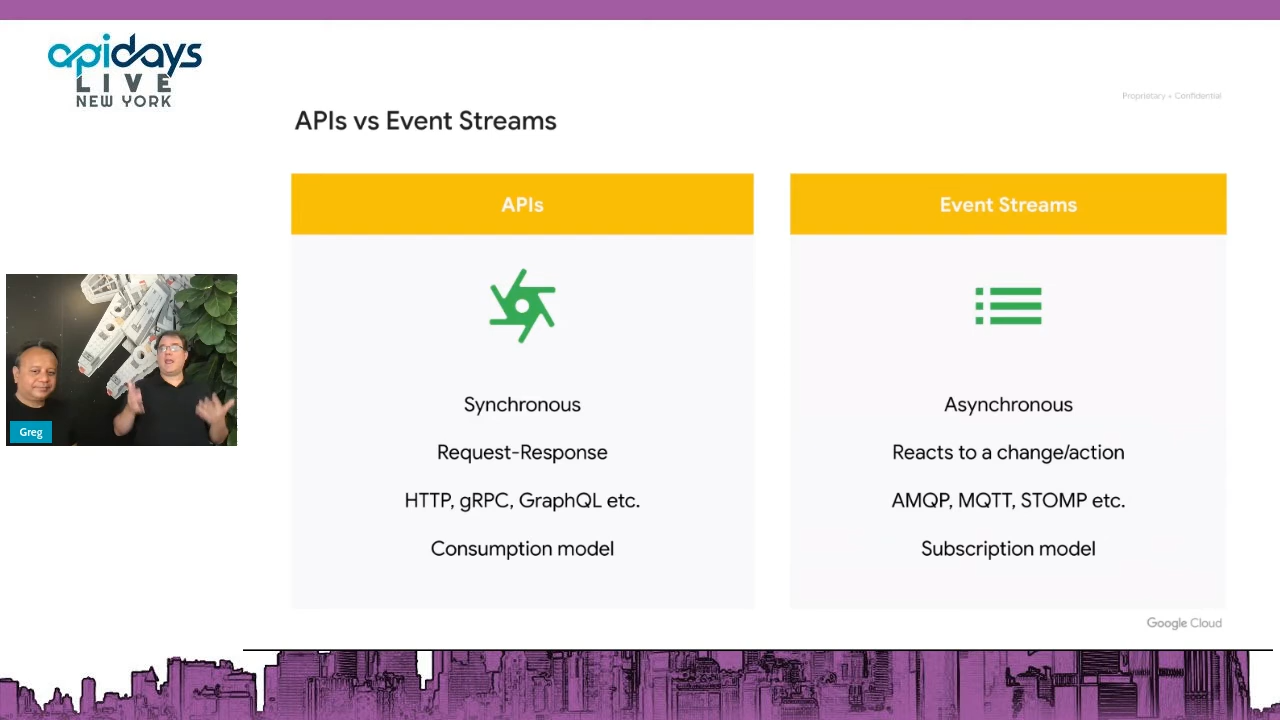 apidays
LIVE
NEW YORK
Proprietary + Confidential
APIs vs Event Streams
APIs
Synchronous
Request-Response
HTTP, gRPC, GraphQL etc.
Consumption model
Event Streams
Asynchronous
Reacts to a change/action
AMQP, MQTT, STOMP etc.
Subscription model
Greg
Google Cloud